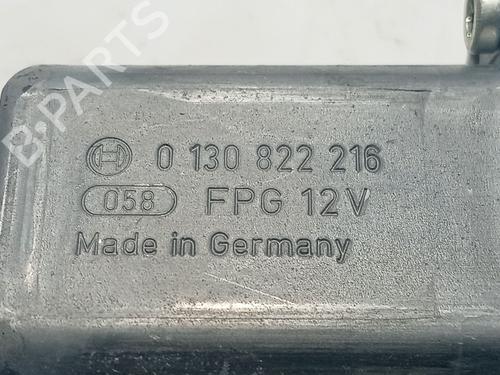 B-PARTS
0 130 822 216
058 FPG 12V
Made in Germany